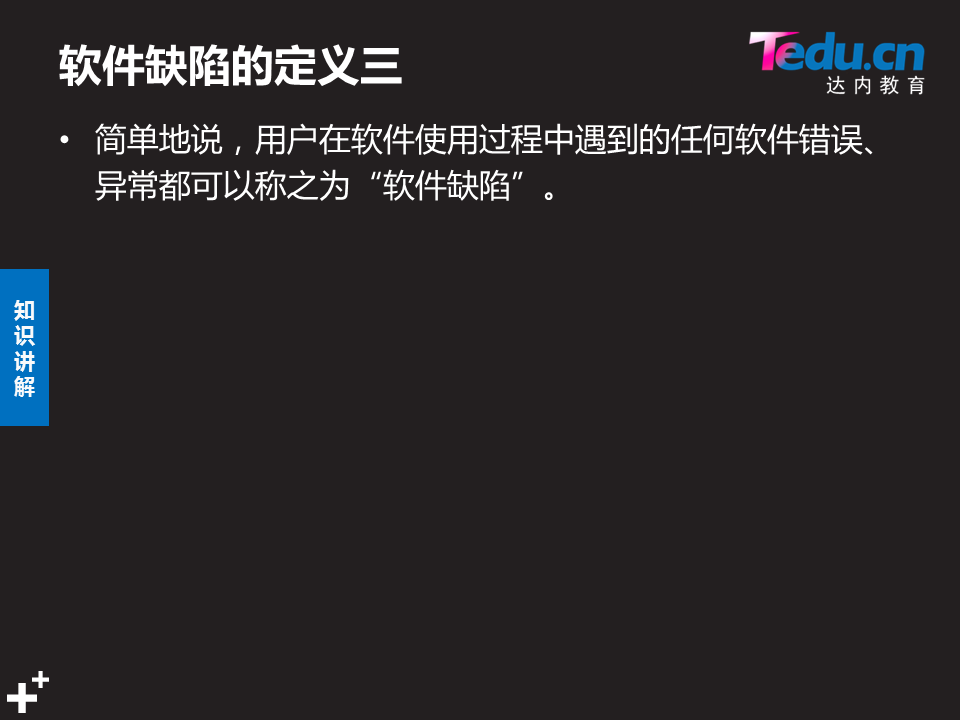 软件缺陷的定义三
Tedu.cn
达内教育
• 简单地说，用户在软件使用过程中遇到的任何软件错误、
异常都可以称之为“软件缺陷”。
知
识
讲
解